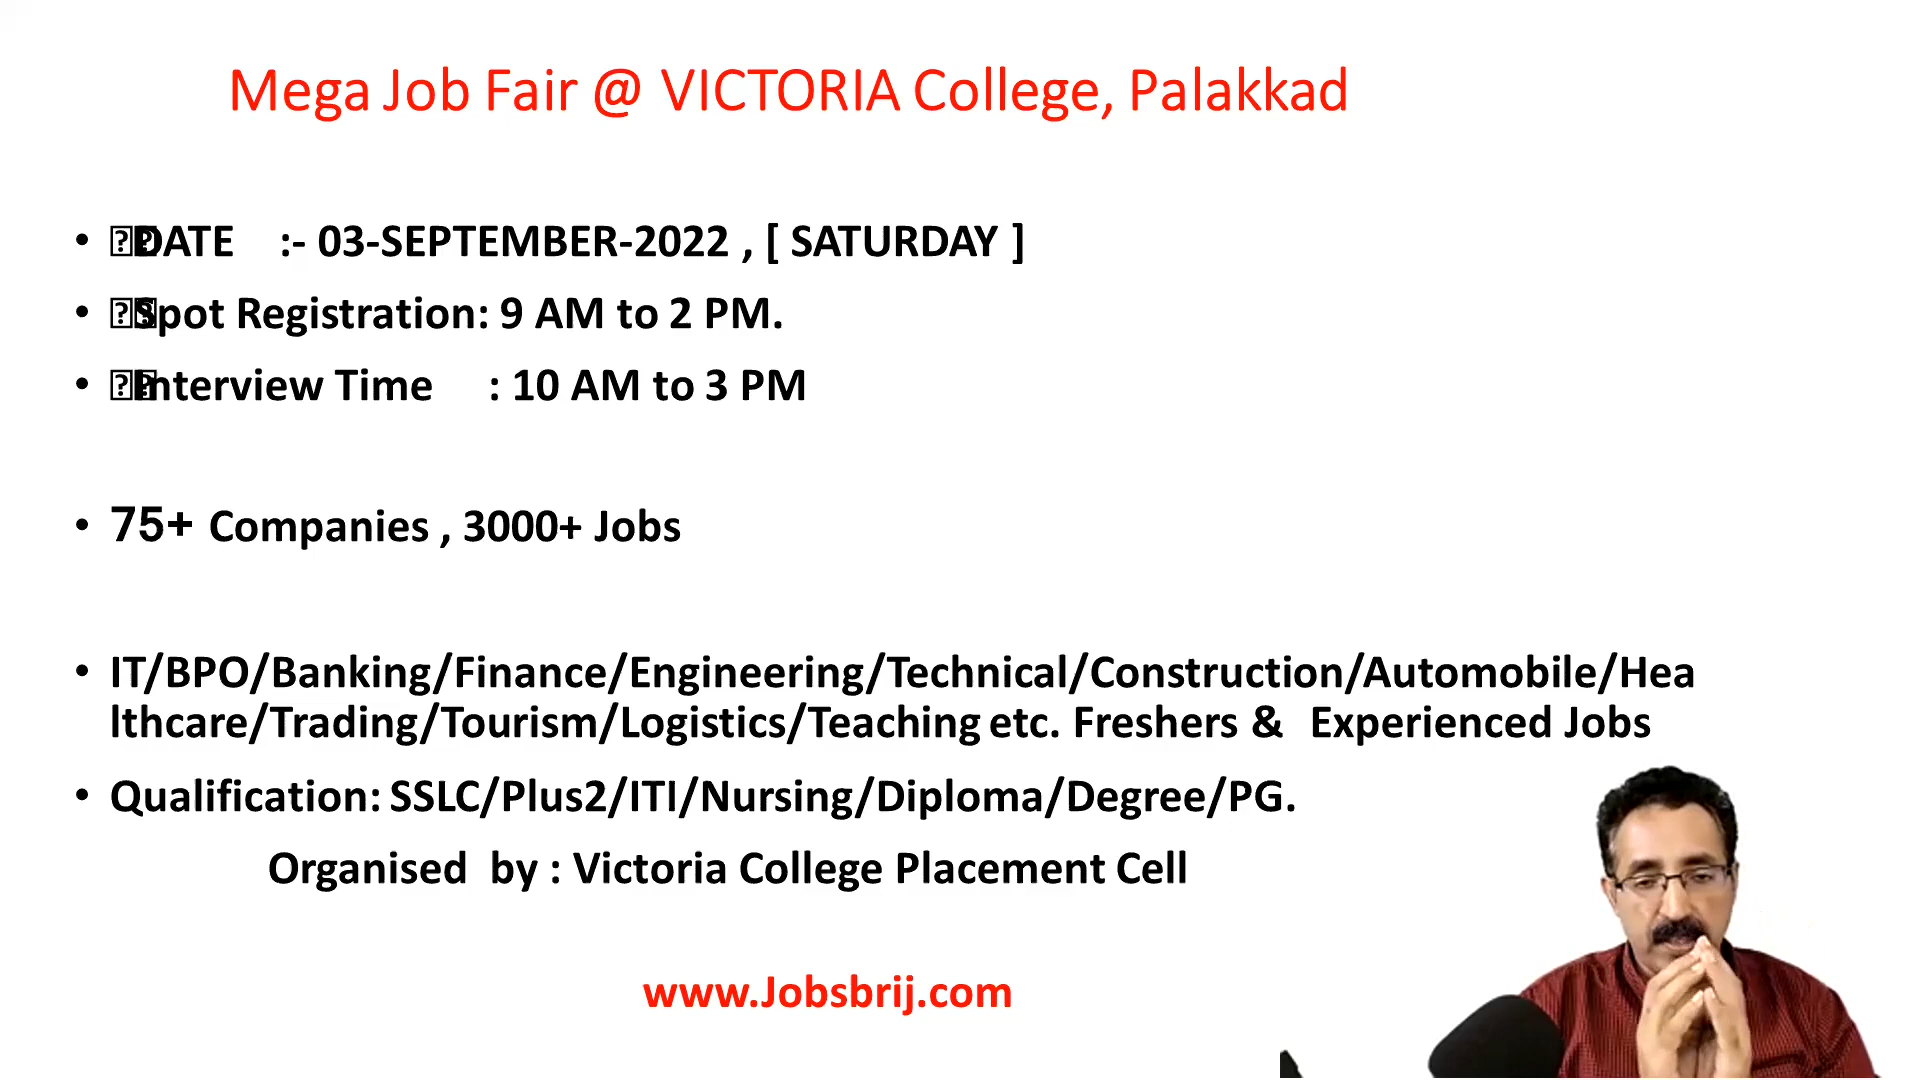 Mega Job Fair @ VICTORIA College, Palakkad
• DATE :- 03-SEPTEMBER-2022 , [ SATURDAY ]
• Spot Registration: 9 AM to 2 PM.
• Interview Time : 10 AM to 3 PM
• 75+ Companies , 3000+ Jobs
• IT/BPO/Banking/Finance/Engineering/Technical/Construction/Automobile/Hea
lthcare/Trading/Tourism/Logistics/Teaching etc. Freshers & Experienced Jobs
• Qualification: SSLC/Plus2/ITI/Nursing/Diploma/Degree/PG.
Organised by : Victoria College Placement Cell
www.Jobsbrij.com